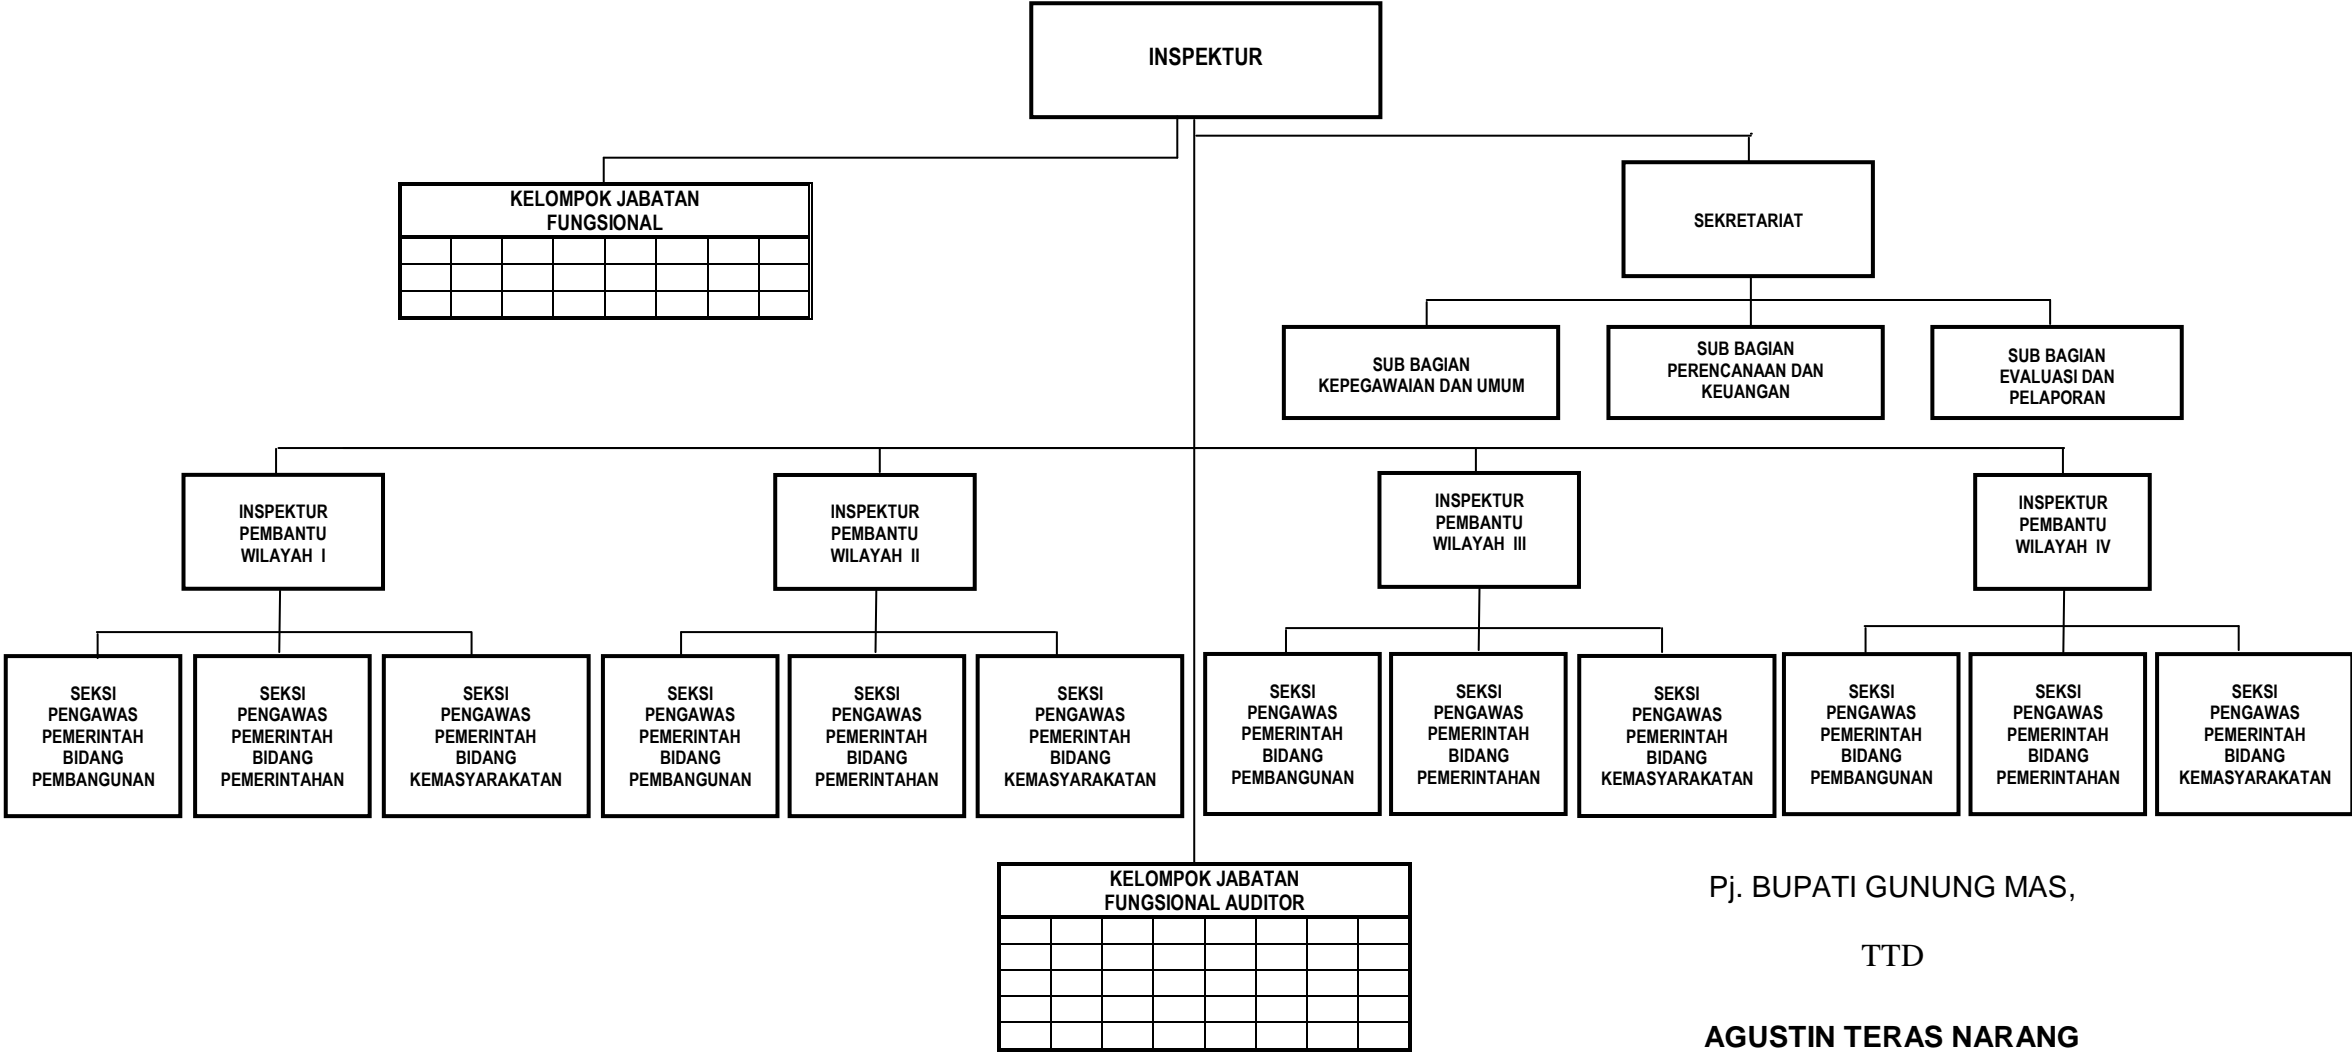 INSPEKTUR
KELOMPOK JABATAN
FUNGSIONAL
SEKRETARIAT
SUB BAGIAN
KEPEGAWAIAN DAN UMUM
SUB BAGIAN
PERENCANAAN DAN
KEUANGAN
SUB BAGIAN
EVALUASI DAN
PELAPORAN
INSPEKTUR
PEMBANTU
WILAYAH I
INSPEKTUR
PEMBANTU
WILAYAH II
INSPEKTUR
PEMBANTU
WILAYAH III
INSPEKTUR
PEMBANTU
WILAYAH IV
SEKSI
PENGAWAS
PEMERINTAH
BIDANG
PEMBANGUNAN
SEKSI
PENGAWAS
PEMERINTAH
BIDANG
PEMERINTAHAN
SEKSI
PENGAWAS
PEMERINTAH
BIDANG
KEMASYARAKATAN
SEKSI
PENGAWAS
PEMERINTAH
BIDANG
PEMBANGUNAN
SEKSI
PENGAWAS
PEMERINTAH
BIDANG
PEMERINTAHAN
SEKSI
PENGAWAS
PEMERINTAH
BIDANG
KEMASYARAKATAN
SEKSI
PENGAWAS
PEMERINTAH
BIDANG
PEMBANGUNAN
SEKSI
PENGAWAS
PEMERINTAH
BIDANG
PEMERINTAHAN
SEKSI
PENGAWAS
PEMERINTAH
BIDANG
KEMASYARAKATAN
SEKSI
PENGAWAS
PEMERINTAH
BIDANG
PEMBANGUNAN
SEKSI
PENGAWAS
PEMERINTAH
BIDANG
PEMERINTAHAN
SEKSI
PENGAWAS
PEMERINTAH
BIDANG
KEMASYARAKATAN
KELOMPOK JABATAN
FUNGSIONAL AUDITOR
Pj. BUPATI GUNUNG MAS,
TTD
AGUSTIN TERAS NARANG